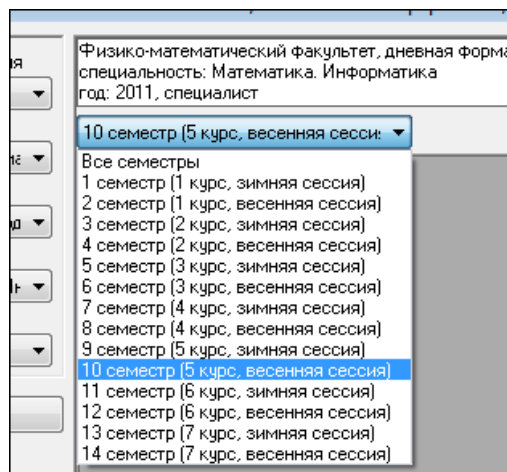 Физико-математический факультет, дневная
специальность: Математика. Информатика
год: 2011, специалист
10 семестр (5 курс, весенняя
Все семестры
1 семестр (1 курс, зимняя сессия)
2 семестр (1 курс, весенняя сессия)
3 семестр (2 курс, зимняя сессия)
4 семестр (2 курс, весенняя сессия)
5 семестр (3 курс, зимняя сессия)
6 семестр (3 курс, весенняя сессия)
7 семестр (4 курс, зимняя сессия)
8 семестр (4 курс, весенняя сессия)
9 семестр (5 курс, зимняя сессия)
10 семестр (5 курс, весенняя сессия)
11 семестр (6 курс, зимняя сессия)
12 семестр (6 курс, весенняя сессия)
13 семестр (7 курс, зимняя сессия)
14 семестр (7 курс, весенняя сессия)